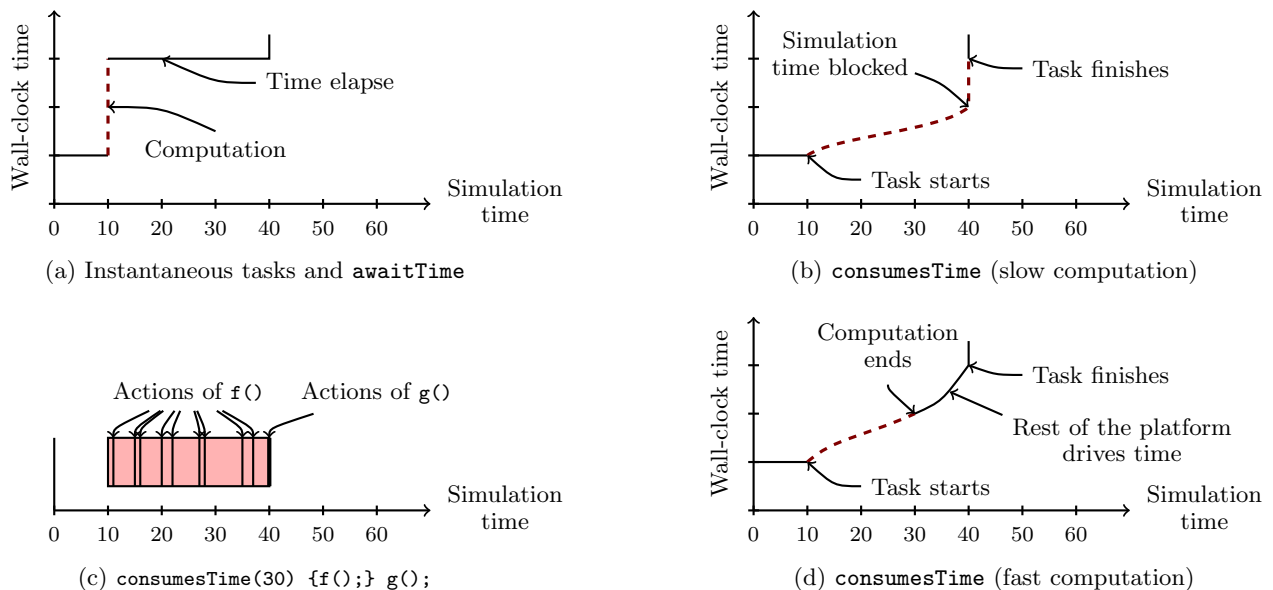 Wall-clock time
Time elapse
Computation
Simulation
time
0 10 20 30 40 50 60
(a) Instantaneous tasks and awaitTime
Wall-clock time
Simulation
time blocked
Task finishes
Task starts
Simulation
time
0 10 20 30 40 50 60
(b) consumesTime (slow computation)
Actions of f()
Actions of g()
Simulation
time
0 10 20 30 40 50 60
(c) consumesTime(30) {f();} g();
Wall-clock time
Computation
ends
Task finishes
Rest of the platform
drives time
Task starts
Simulation
time
0 10 20 30 40 50 60
(d) consumesTime (fast computation)